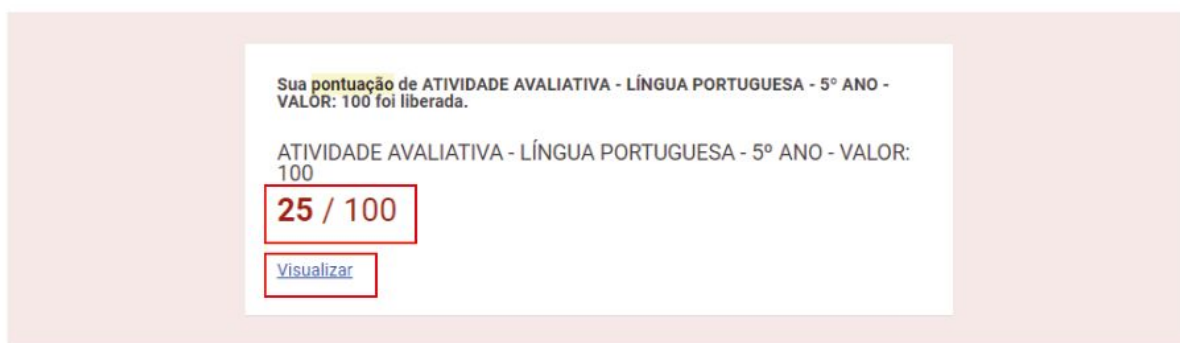 Sua pontuação de ATIVIDADE AVALIATIVA - LÍNGUA PORTUGUESA - 5º ANO -
VALOR: 100 foi liberada.
ATIVIDADE AVALIATIVA - LÍNGUA PORTUGUESA - 5º ANO - VALOR:
100
25 / 100
Visualizar